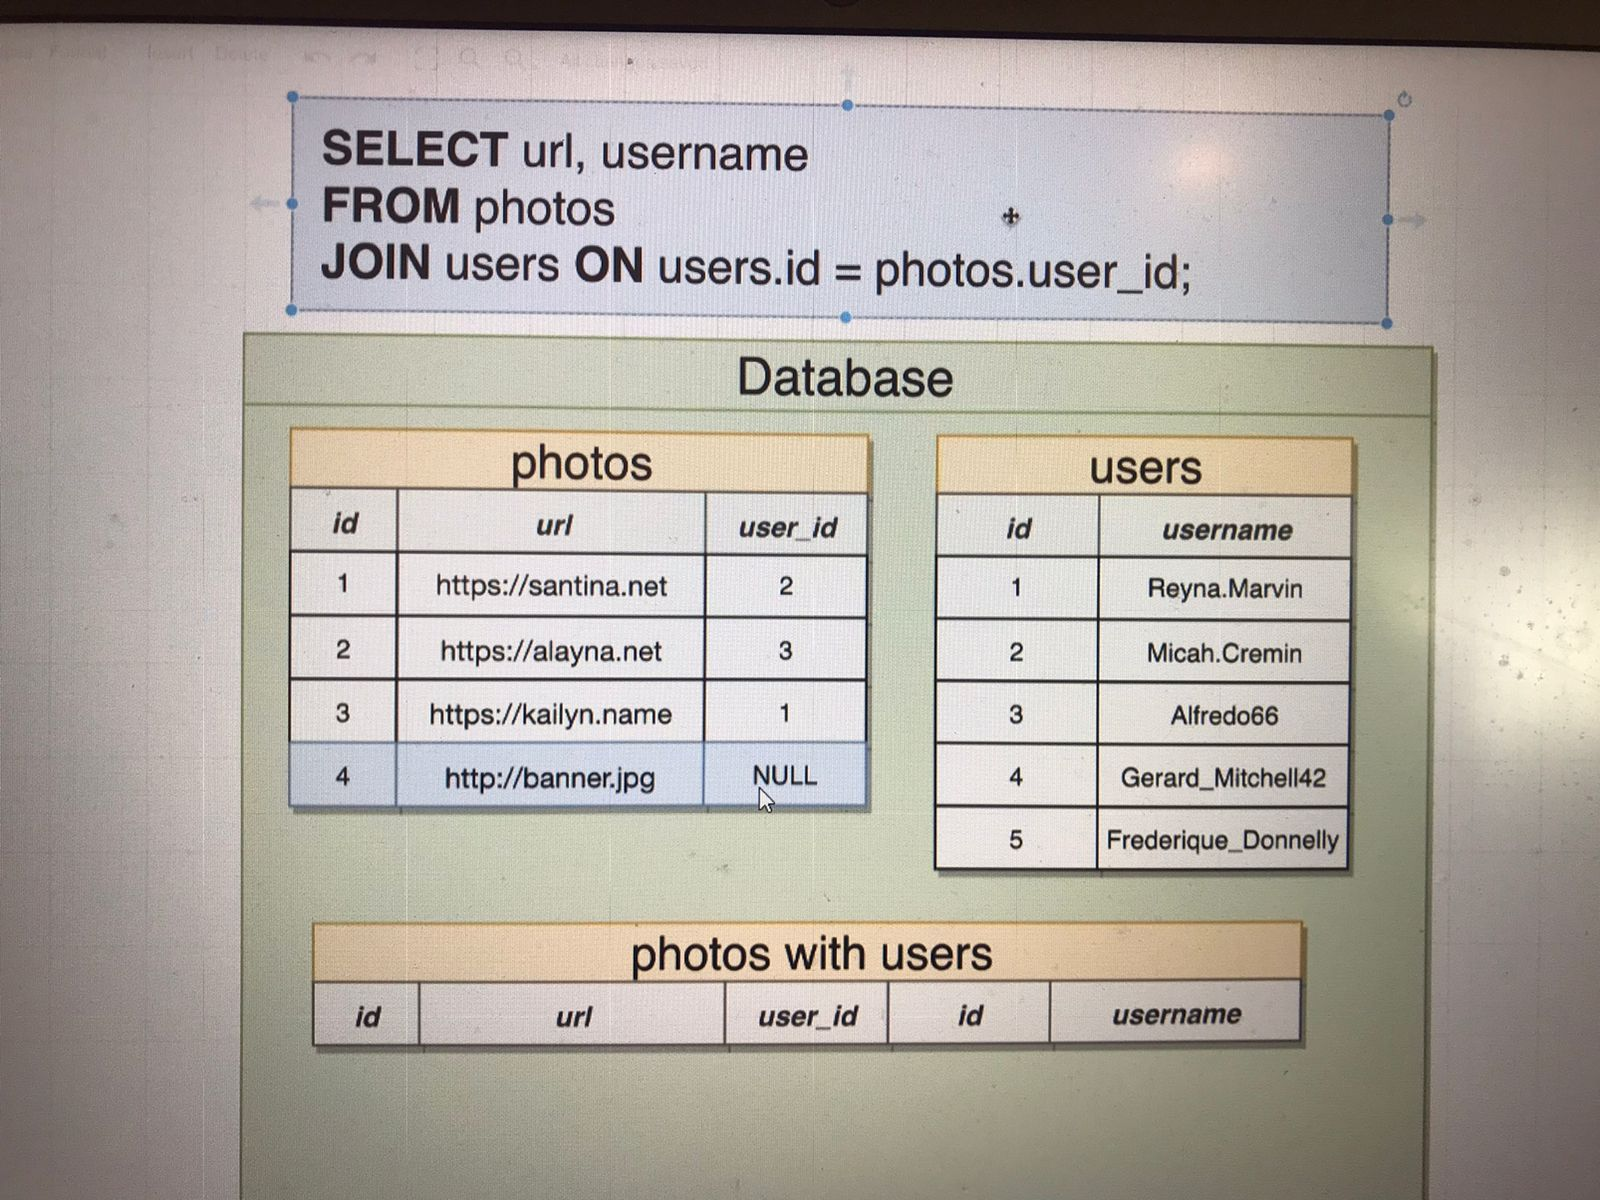 Insert Delete
SELECT url, username
FROM photos
JOIN users ON users.id = photos.user_id;
Database
photos
id url user_id
1 https://santina.net 2
2 https://alayna.net 3
3 https://kailyn.name 1
4 http://banner.jpg NULL
users
id username
1 Reyna.Marvin
2 Micah.Cremin
3 Alfredo66
4 Gerard_Mitchell42
5 Frederique_Donnelly
photos with users
id url user_id id username